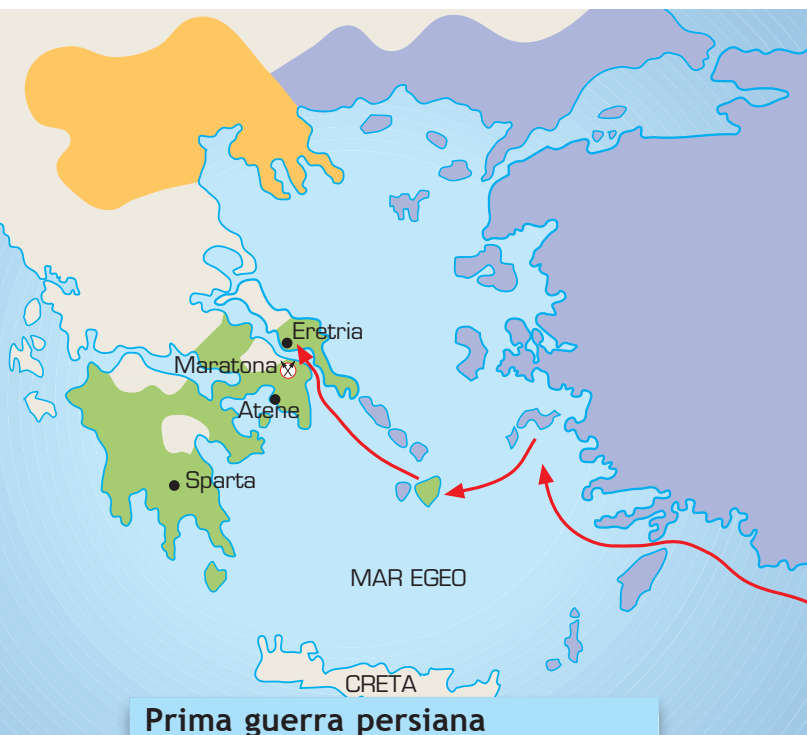 Eretria
Maratona
Atene
Sparta
MAR EGEO
CRETA
Prima guerra persiana